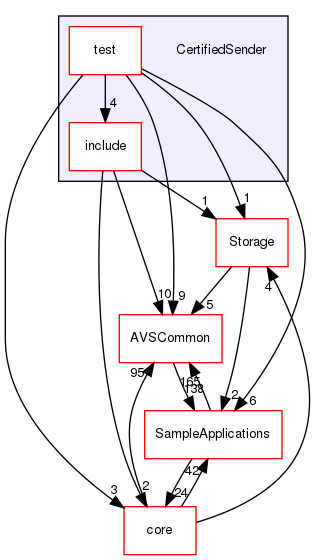 test
CertifiedSender
4
include
1
1
Storage
10
9
5
AVSCommon
95
165
138
2
6
4
SampleApplications
42
24
2
3
core